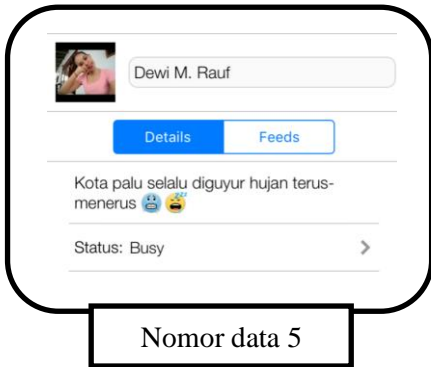 Dewi M. Rauf
Details Feeds
Kota palu selalu diguyur hujan terus-
menerus 🥶 😴
Status: Busy
Nomor data 5